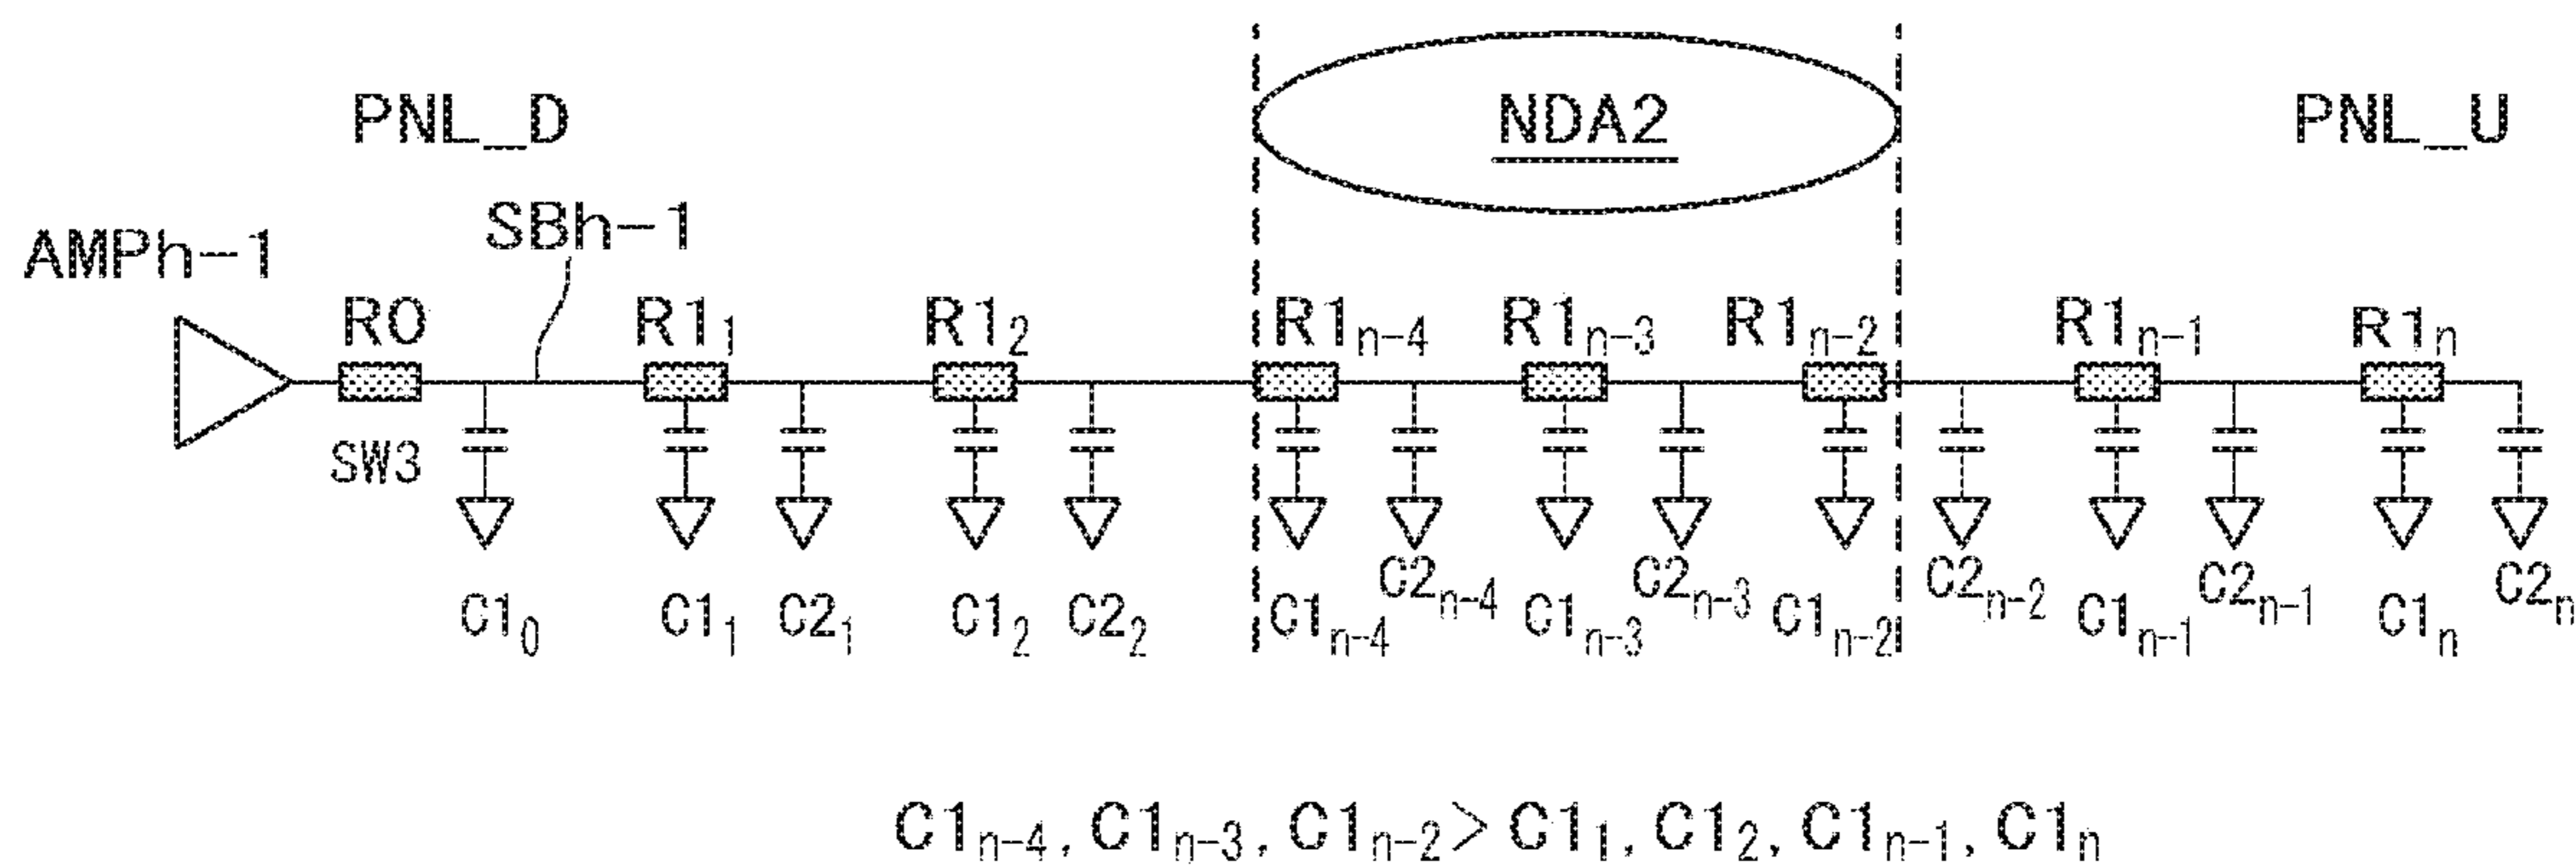 PNL_D NDA2 PNL_U
AMPh-1 SBh-1
R0 R1₁ R1₂ R1ₙ₋₄ R1ₙ₋₃ R1ₙ₋₂ R1ₙ₋₁ R1ₙ
SW3
C1₀ C1₁ C2₁ C1₂ C2₂ C1ₙ₋₄ C2ₙ₋₄ C1ₙ₋₃ C2ₙ₋₃ C1ₙ₋₂ C2ₙ₋₂ C1ₙ₋₁ C2ₙ₋₁ C1ₙ C2ₙ
C1ₙ₋₄, C1ₙ₋₃, C1ₙ₋₂> C1₁, C1₂, C1ₙ₋₁, C1ₙ